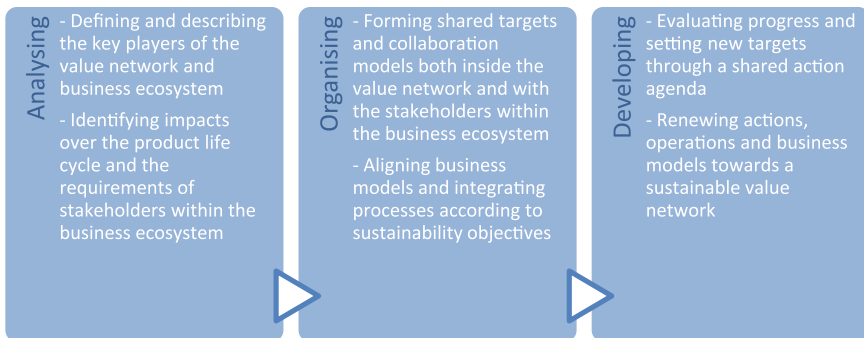 Analysing
- Defining and describing
the key players of the
value network and
business ecosystem
- Identifying impacts
over the product life
cycle and the
requirements of
stakeholders within the
business ecosystem
Organising
- Forming shared targets
and collaboration
models both inside the
value network and with
the stakeholders within
the business ecosystem
- Aligning business
models and integrating
processes according to
sustainability objectives
Developing
- Evaluating progress and
setting new targets
through a shared action
agenda
- Renewing actions,
operations and business
models towards a
sustainable value
network